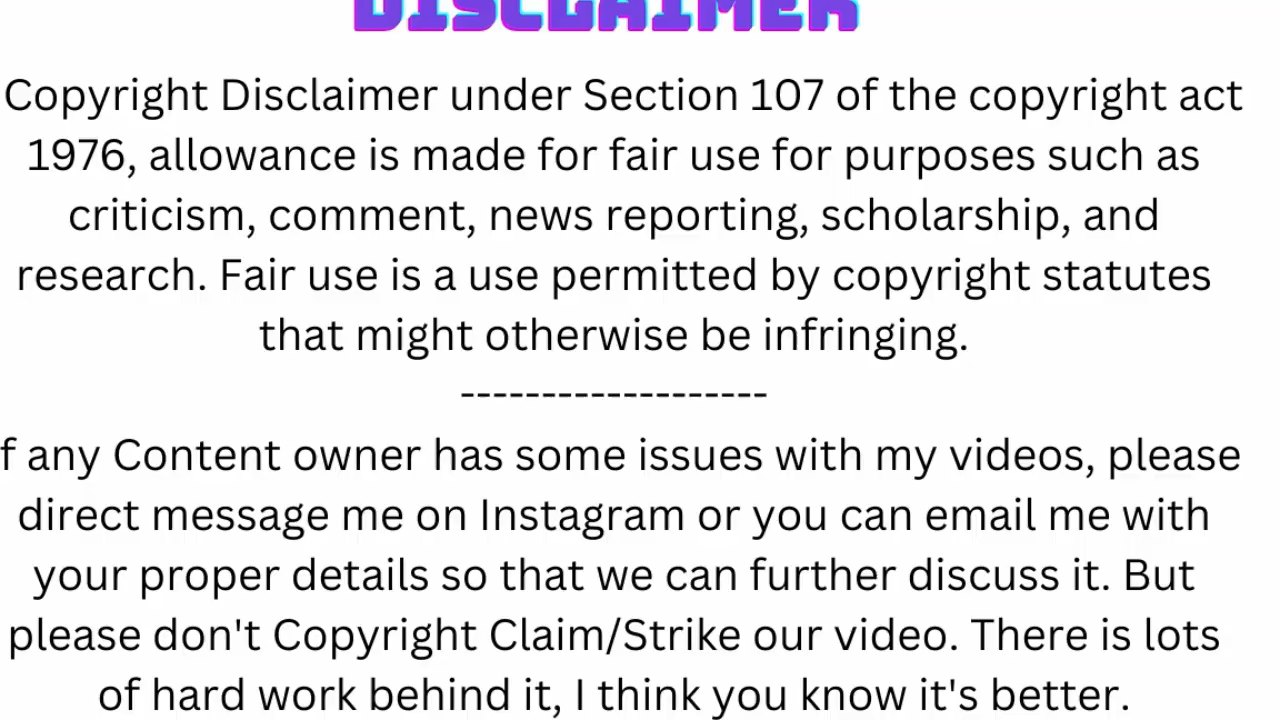 DISCLAIMER
Copyright Disclaimer under Section 107 of the copyright act
1976, allowance is made for fair use for purposes such as
criticism, comment, news reporting, scholarship, and
research. Fair use is a use permitted by copyright statutes
that might otherwise be infringing.
-------------------
f any Content owner has some issues with my videos, please
direct message me on Instagram or you can email me with
your proper details so that we can further discuss it. But
please don't Copyright Claim/Strike our video. There is lots
of hard work behind it, I think you know it's better.